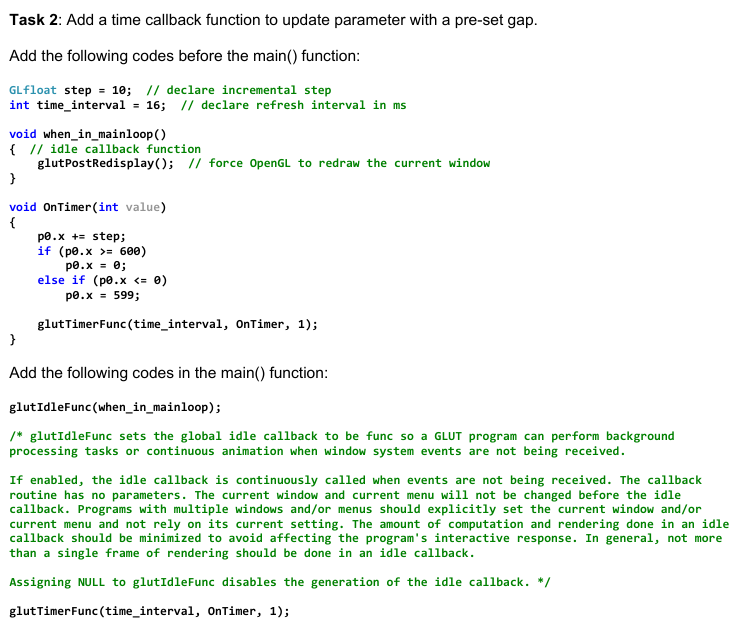 Task 2: Add a time callback function to update parameter with a pre-set gap.
Add the following codes before the main() function:
GLfloat step = 10;  // declare incremental step
int time_interval = 16;  // declare refresh interval in ms
void when_in_mainloop()
{  // idle callback function
    glutPostRedisplay();  // force OpenGL to redraw the current window
}
void OnTimer(int value)
{
    p0.x += step;
    if (p0.x >= 600)
        p0.x = 0;
    else if (p0.x <= 0)
        p0.x = 599;
    glutTimerFunc(time_interval, OnTimer, 1);
}
Add the following codes in the main() function:
glutIdleFunc(when_in_mainloop);
/* glutIdleFunc sets the global idle callback to be func so a GLUT program can perform background
processing tasks or continuous animation when window system events are not being received.
If enabled, the idle callback is continuously called when events are not being received. The callback
routine has no parameters. The current window and current menu will not be changed before the idle
callback. Programs with multiple windows and/or menus should explicitly set the current window and/or
current menu and not rely on its current setting. The amount of computation and rendering done in an idle
callback should be minimized to avoid affecting the program's interactive response. In general, not more
than a single frame of rendering should be done in an idle callback.
Assigning NULL to glutIdleFunc disables the generation of the idle callback. */
glutTimerFunc(time_interval, OnTimer, 1);